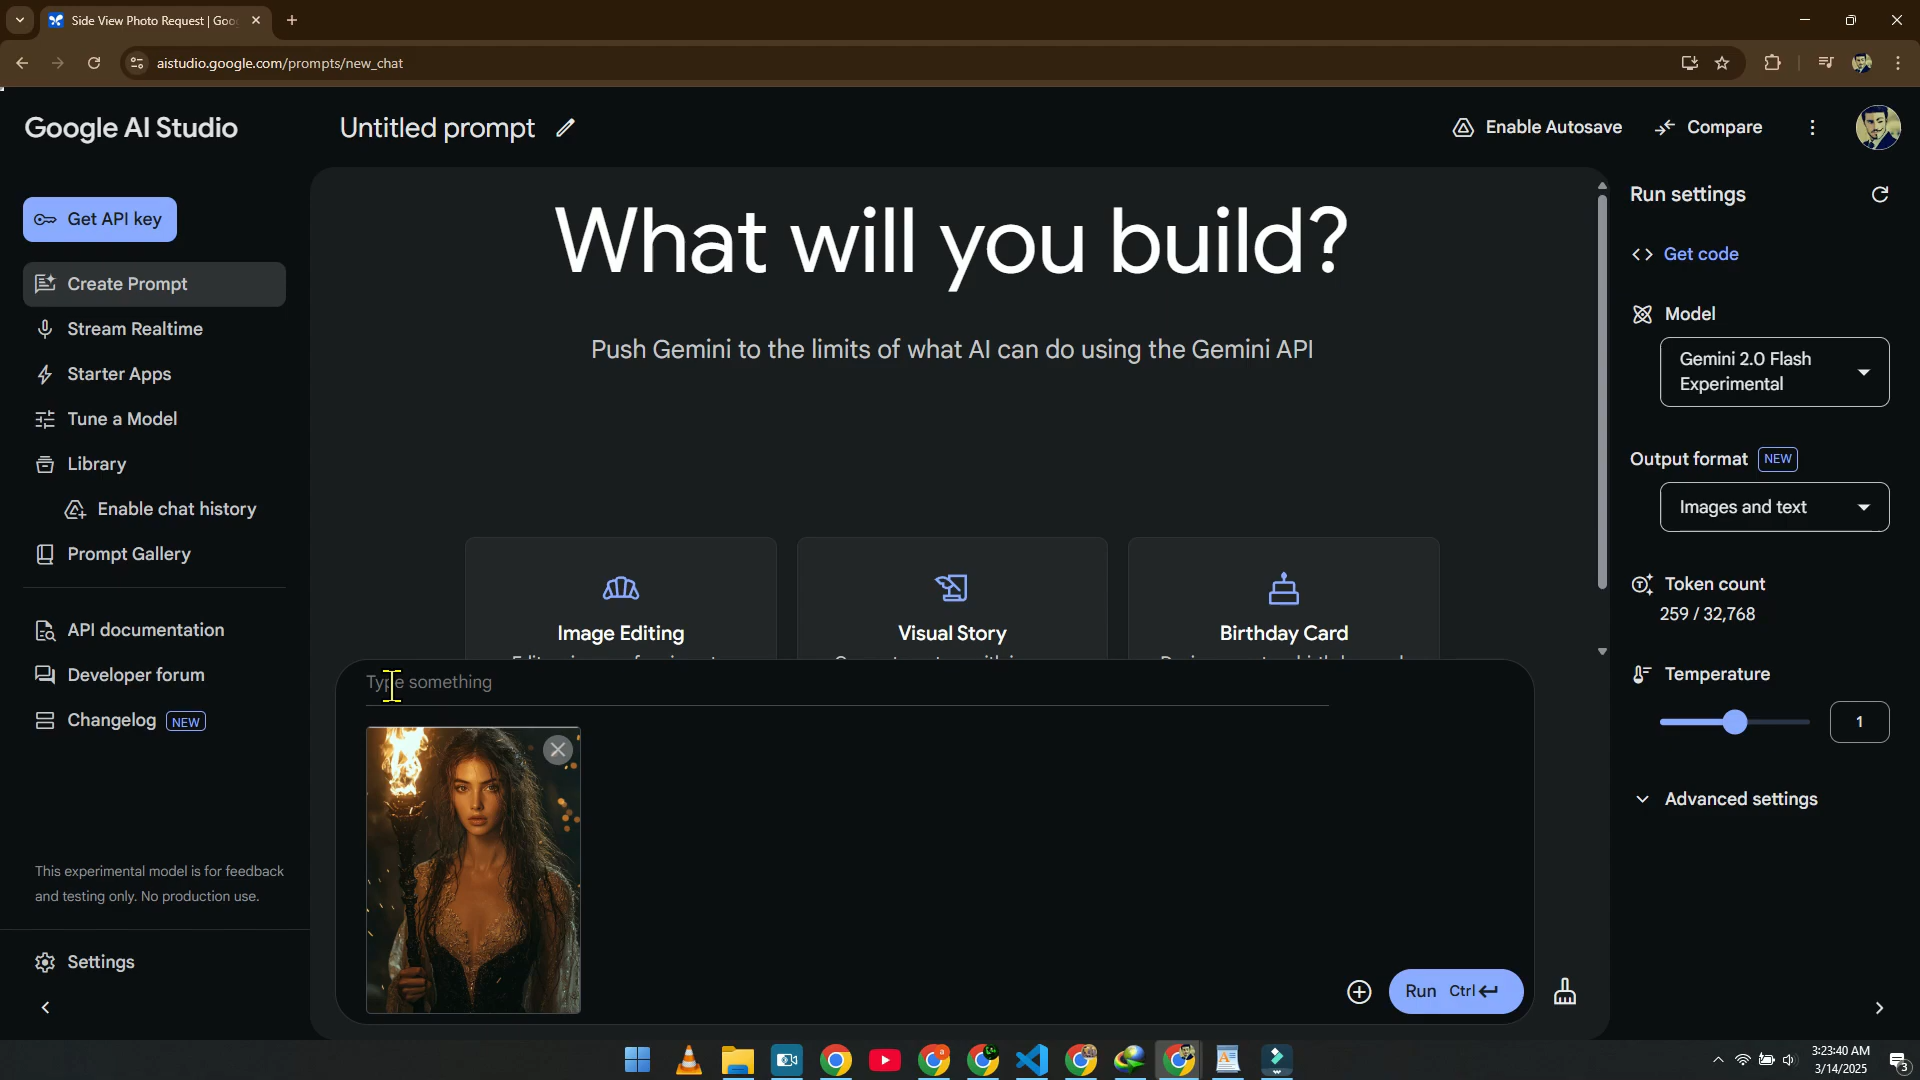 Side View Photo Request | Goo
aistudio.google.com/prompts/new_chat
Google AI Studio
Untitled prompt
Enable Autosave
Compare
Get API key
Create Prompt
Stream Realtime
Starter Apps
Tune a Model
Library
Enable chat history
Prompt Gallery
API documentation
Developer forum
Changelog NEW
This experimental model is for feedback
and testing only. No production use.
Settings
What will you build?
Push Gemini to the limits of what AI can do using the Gemini API
Image Editing
Visual Story
Birthday Card
Type something
Run Ctrl
Run settings
Get code
Model
Gemini 2.0 Flash
Experimental
Output format NEW
Images and text
Token count
259 / 32,768
Temperature
1
Advanced settings
3:23:40 AM
3/14/2025
3